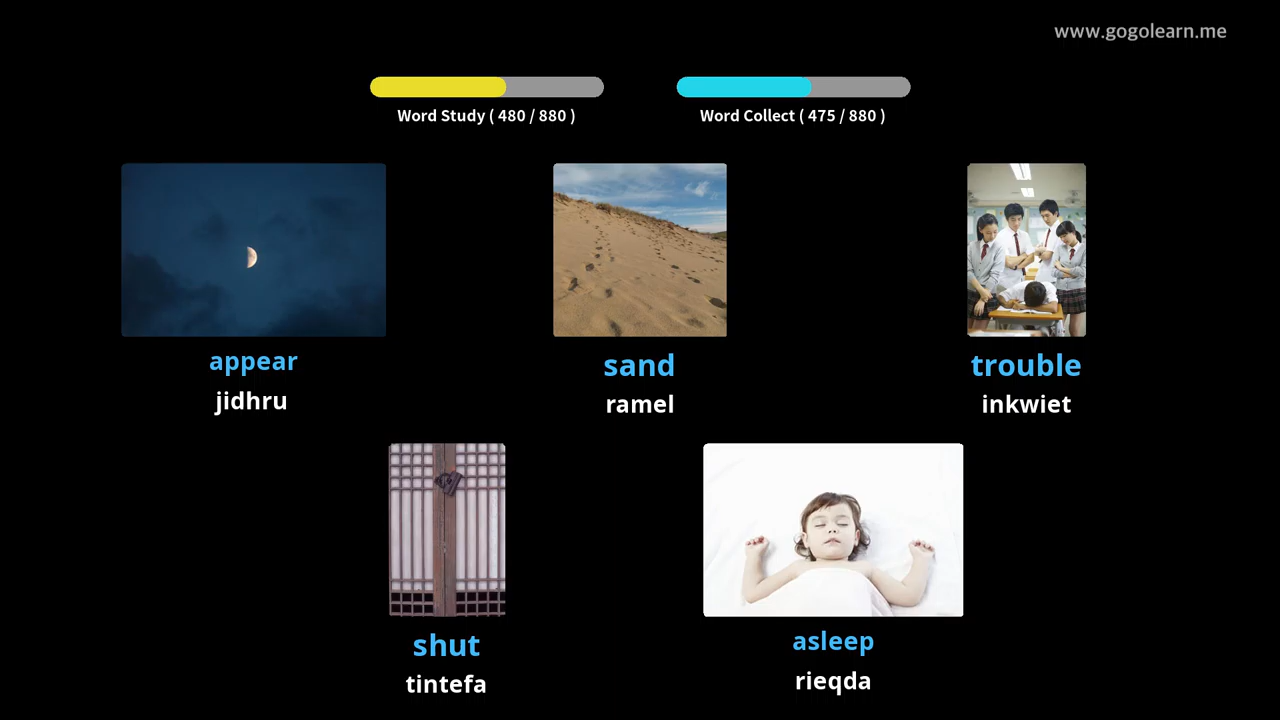 www.gogolearn.me
Word Study ( 480 / 880 )
Word Collect ( 475 / 880 )
appear
jidhru
sand
ramel
trouble
inkwiet
shut
tintefa
asleep
rieqda